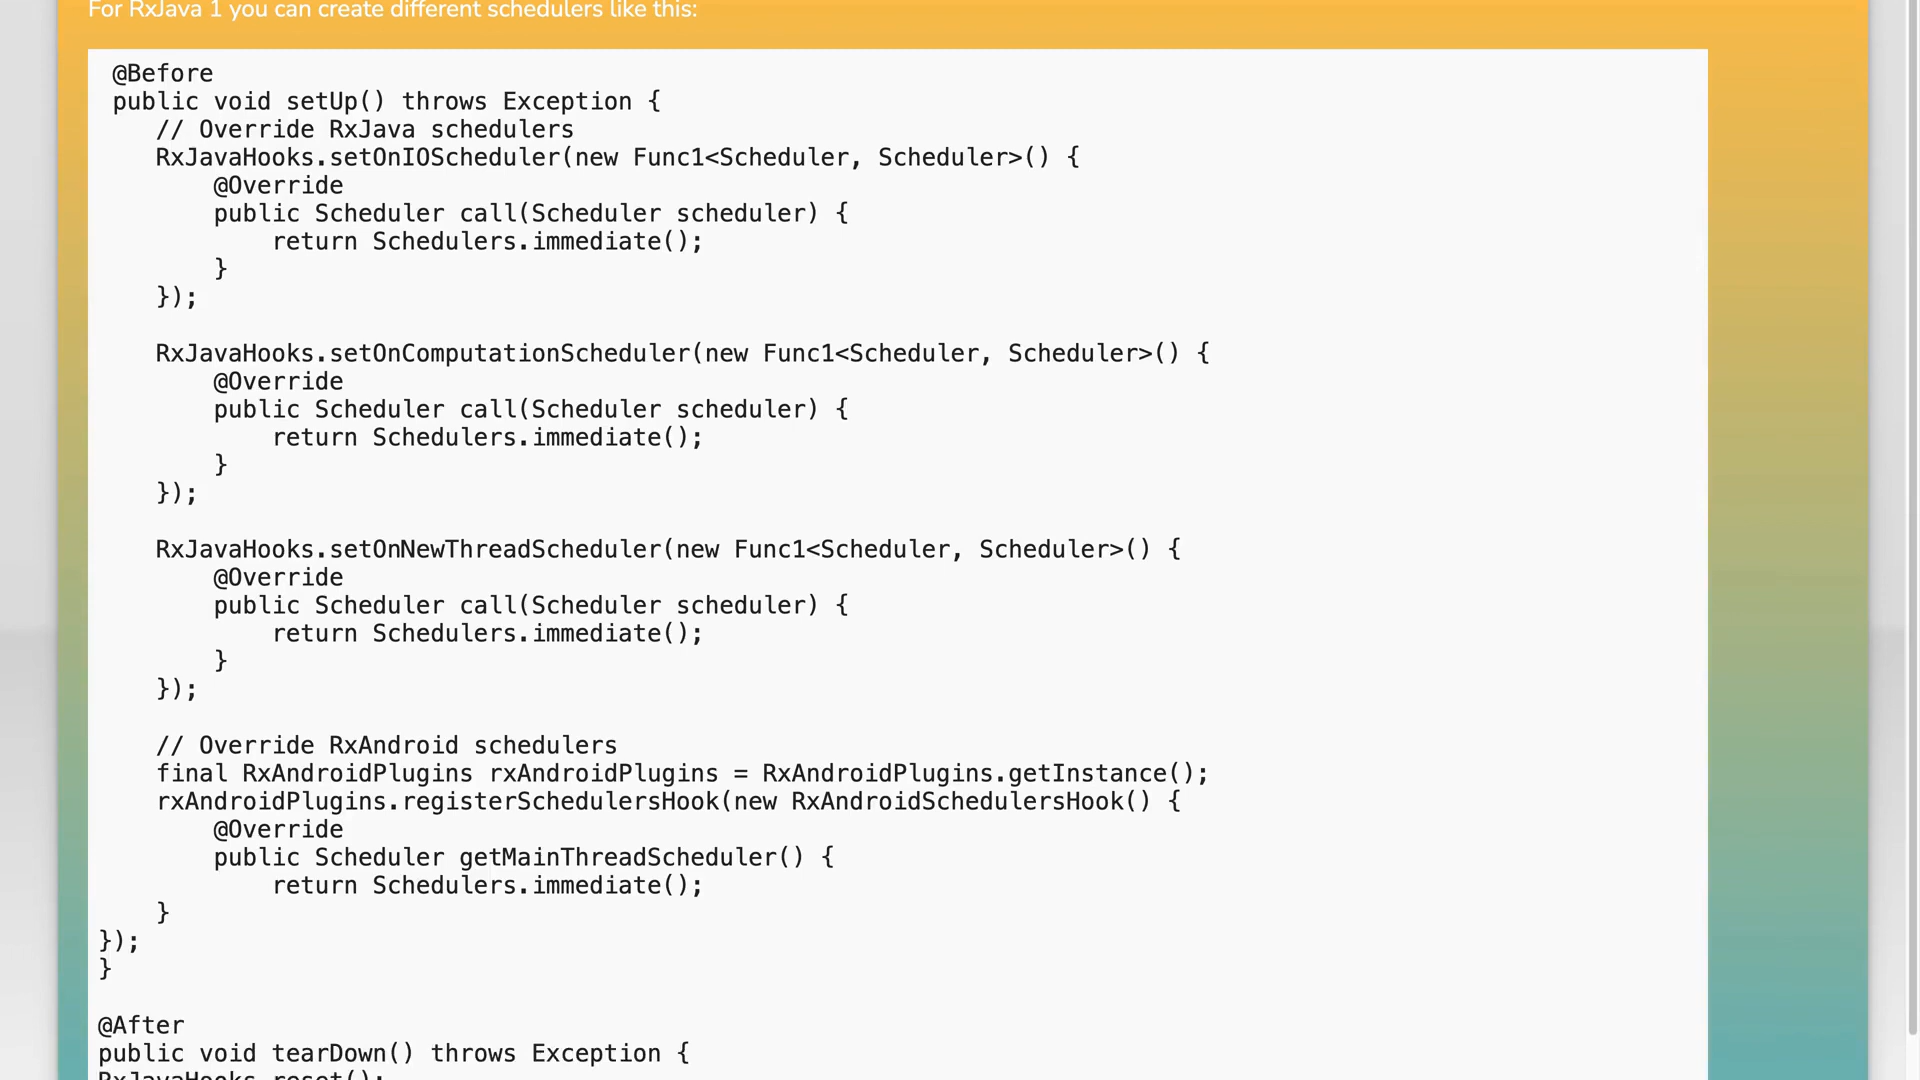 For RxJava 1 you can create different schedulers like this:
@Before
public void setUp() throws Exception {
// Override RxJava schedulers
RxJavaHooks.setOnIOScheduler(new Func1<Scheduler, Scheduler>() {
@Override
public Scheduler call(Scheduler scheduler) {
return Schedulers.immediate();
}
});
RxJavaHooks.setOnComputationScheduler(new Func1<Scheduler, Scheduler>() {
@Override
public Scheduler call(Scheduler scheduler) {
return Schedulers.immediate();
}
});
RxJavaHooks.setOnNewThreadScheduler(new Func1<Scheduler, Scheduler>() {
@Override
public Scheduler call(Scheduler scheduler) {
return Schedulers.immediate();
}
});
// Override RxAndroid schedulers
final RxAndroidPlugins rxAndroidPlugins = RxAndroidPlugins.getInstance();
rxAndroidPlugins.registerSchedulersHook(new RxAndroidSchedulersHook() {
@Override
public Scheduler getMainThreadScheduler() {
return Schedulers.immediate();
}
});
}
@After
public void tearDown() throws Exception {
RxJavaHooks.reset();